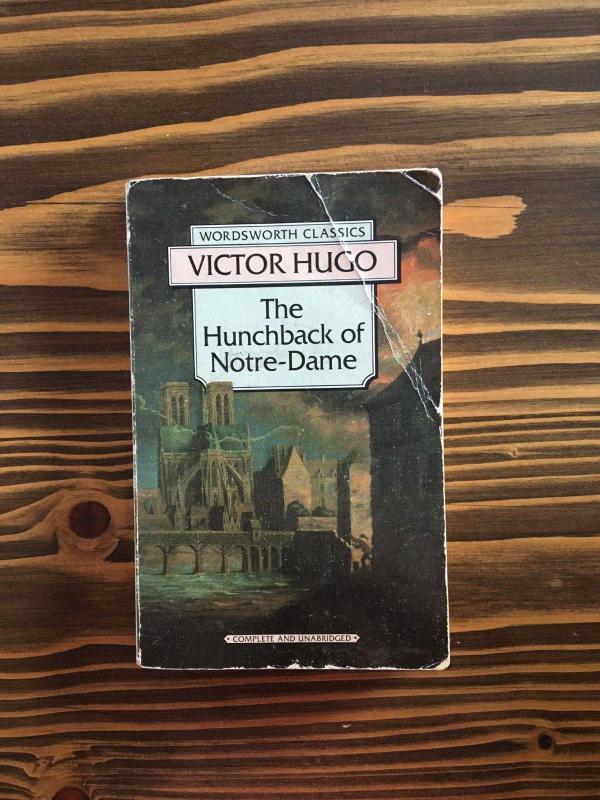 WORDSWORTH CLASSICS
VICTOR HUGO
The
Hunchback of
Notre-Dame
• COMPLETE AND UNABRIDGED •